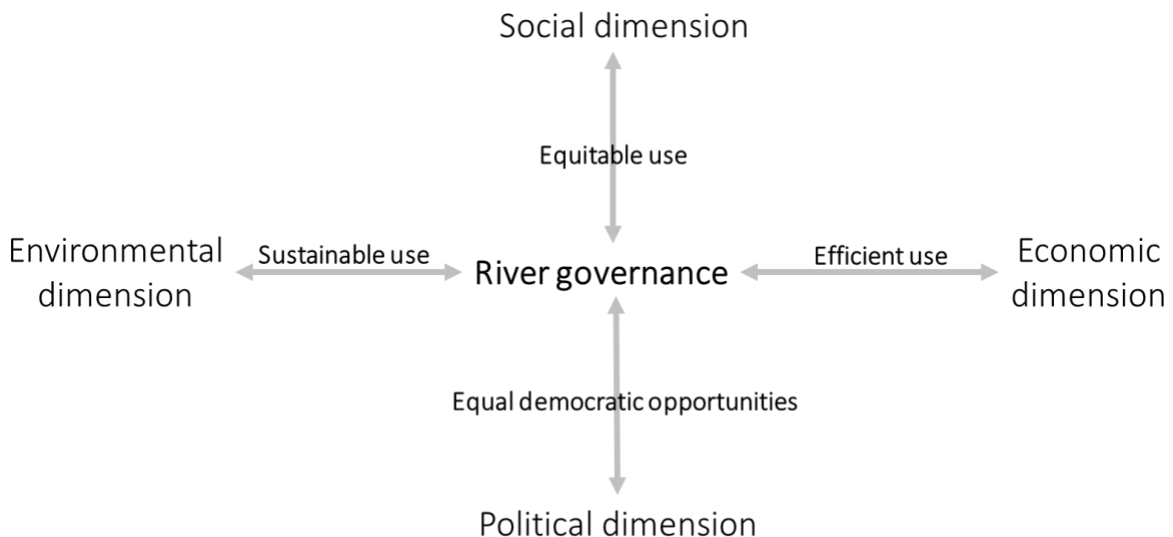 Social dimension
Equitable use
Environmental
dimension
Sustainable use
River governance
Efficient use
Economic
dimension
Equal democratic opportunities
Political dimension